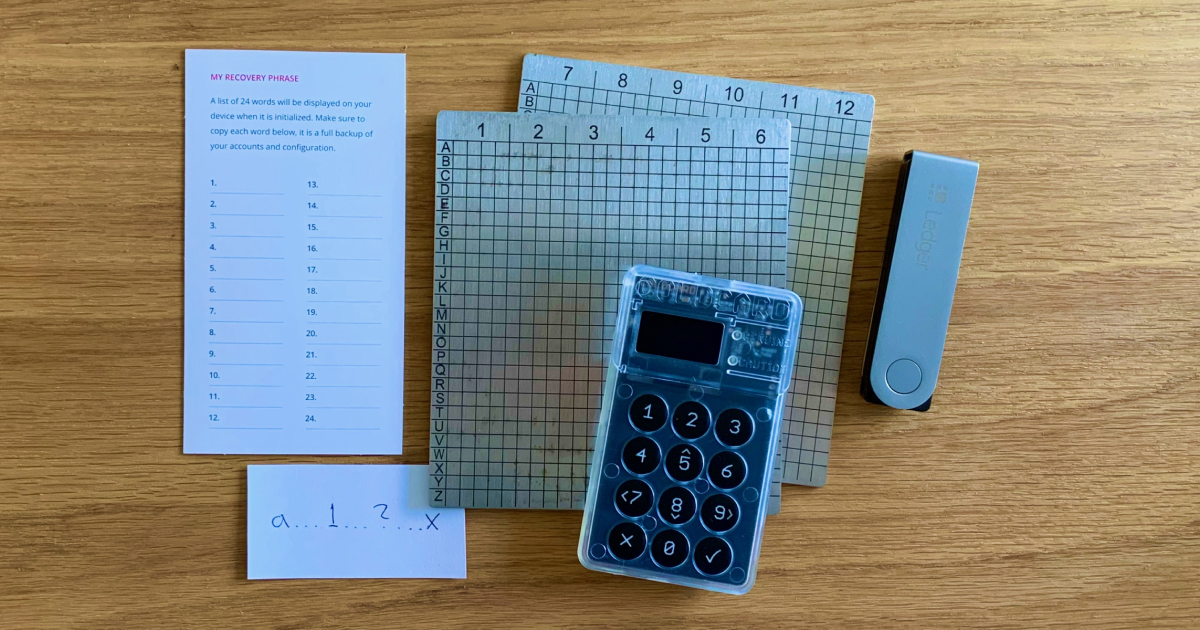 MY RECOVERY PHRASE
A list of 24 words will be displayed on your
device when it is initialized. Make sure to
copy each word below, it is a full backup of
your accounts and configuration.
1. 13.
2. 14.
3. 15.
4. 16.
5. 17.
6. 18.
7. 19.
8. 20.
9. 21.
10. 22.
11. 23.
12. 24.
a...1...?...x
7 8 9 10 11 12
A
B
1 2 3 4 5 6
A
B
C
D
E
F
G
H
I
J
K
L
M
N
O
P
Q
R
S
T
U
V
W
X
Y
Z
COLDCARD
GENUINE
CAUTION
1 2 3
4 5 6
<7 8 9>
X 0 ✓
Ledger